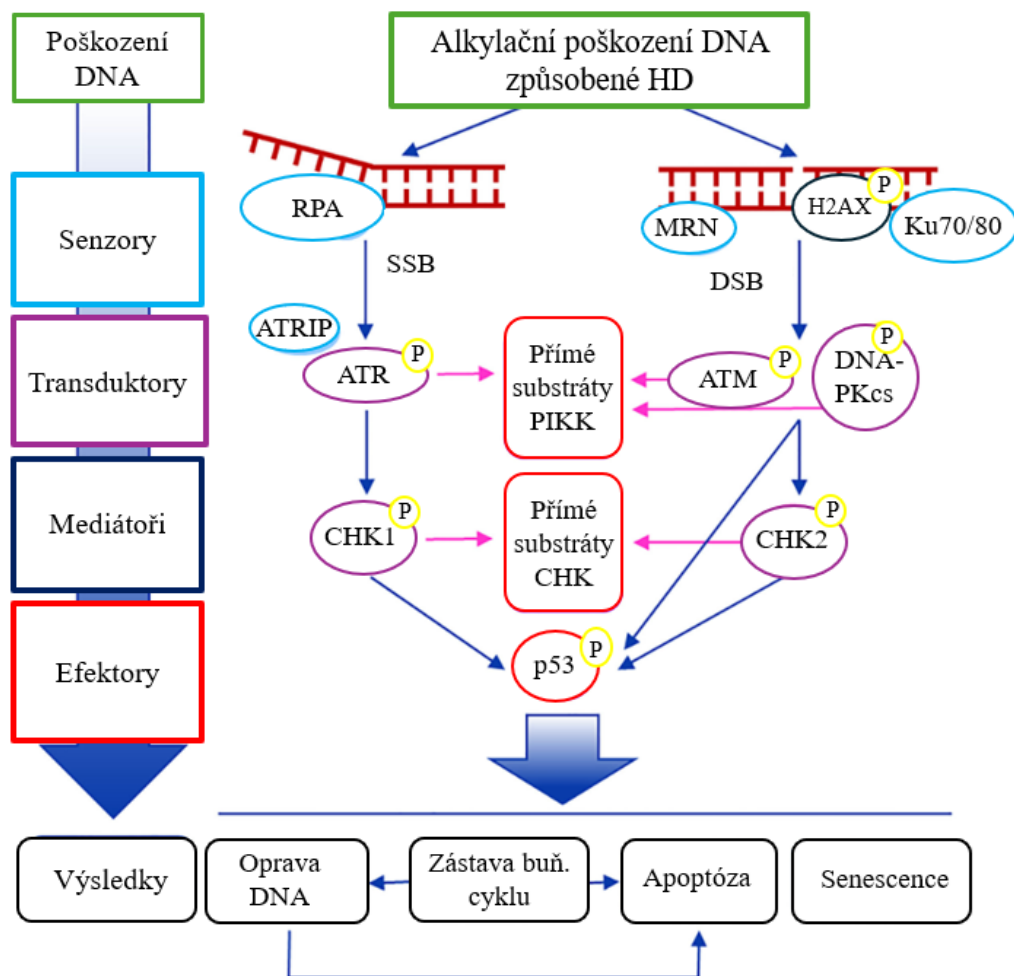 Poškození
DNA
Alkylační poškození DNA
způsobené HD
Senzory
RPA
MRN
H2AX
P
Ku70/80
SSB
DSB
Transduktory
ATRIP
ATR
P
Přímé
substráty
PIKK
ATM
P
DNA-
PKcs
P
Mediátoři
CHK1
P
Přímé
substráty
CHK
CHK2
P
Efektory
p53
P
Výsledky
Oprava
DNA
Zástava buň.
cyklu
Apoptóza
Senescence